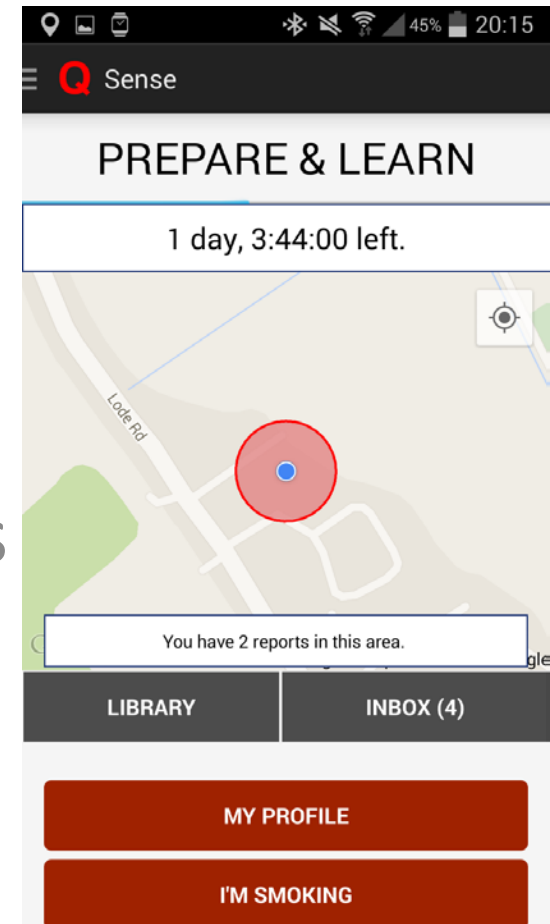 45% 20:15
Q Sense
PREPARE & LEARN
1 day, 3:44:00 left.
Lode Rd
You have 2 reports in this area.
LIBRARY INBOX (4)
MY PROFILE
I'M SMOKING